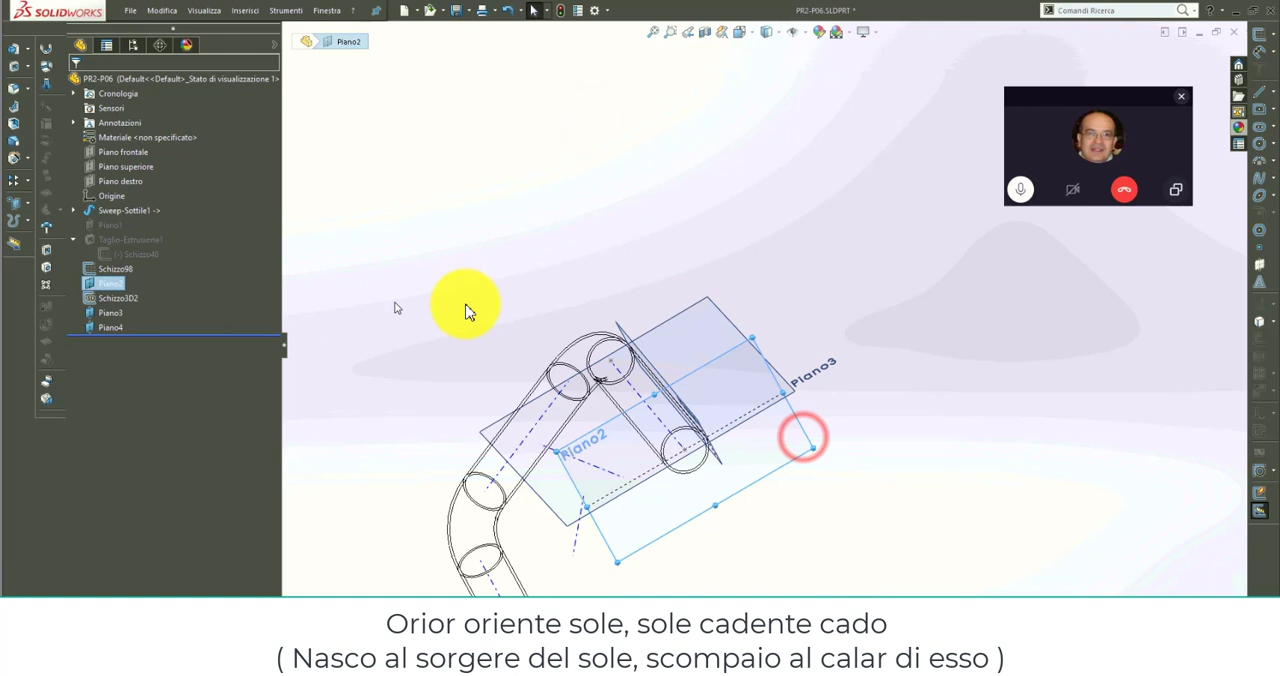 SOLIDWORKS File Modifica Visualizza Inserisci Strumenti Finestra PR2-P06.SLDPRT * Comandi Ricerca
Piano2
PR2-P06 (Default<<Default>_Stato di visualizzazione 1>)
Cronologia
Sensori
Annotazioni
Materiale <non specificato>
Piano frontale
Piano superiore
Piano destro
Origine
Sweep-Sottile1 ->
Piano1
Taglio-Estrusione1
(-) Schizzo48
Schizzo98
Piano2
Schizzo3D2
Piano3
Piano4
Piano3
Piano2
Orior oriente sole, sole cadente cado
( Nasco al sorgere del sole, scompaio al calar di esso )